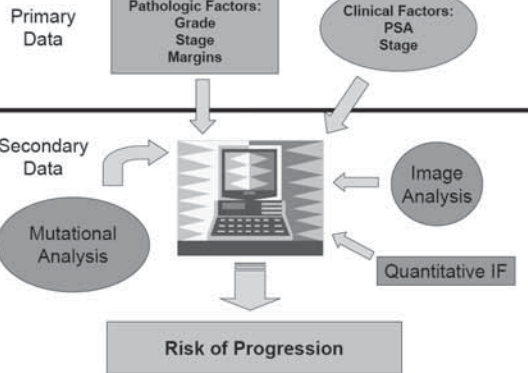 Primary
Data
Pathologic Factors:
Grade
Stage
Margins
Clinical Factors:
PSA
Stage
Secondary
Data
Mutational
Analysis
Image
Analysis
Quantitative IF
Risk of Progression